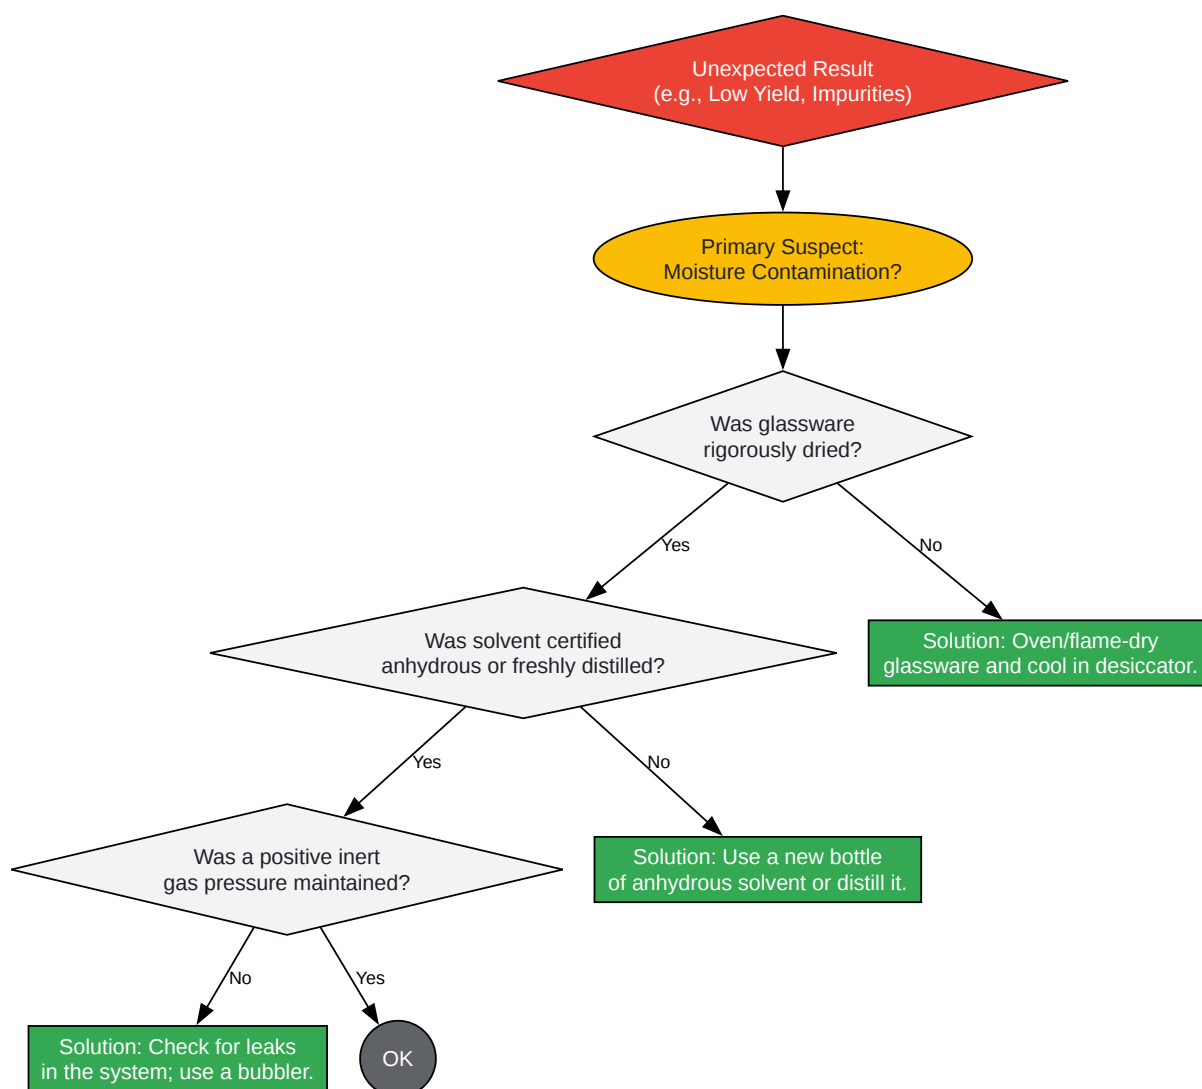 Unexpected Result
(e.g., Low Yield, Impurities)
Primary Suspect:
Moisture Contamination?
Was glassware
rigorously dried?
Yes
No
Was solvent certified
anhydrous or freshly distilled?
Solution: Oven/flame-dry
glassware and cool in desiccator.
Yes
No
Was a positive inert
gas pressure maintained?
Solution: Use a new bottle
of anhydrous solvent or distill it.
No
Yes
Solution: Check for leaks
in the system; use a bubbler.
OK